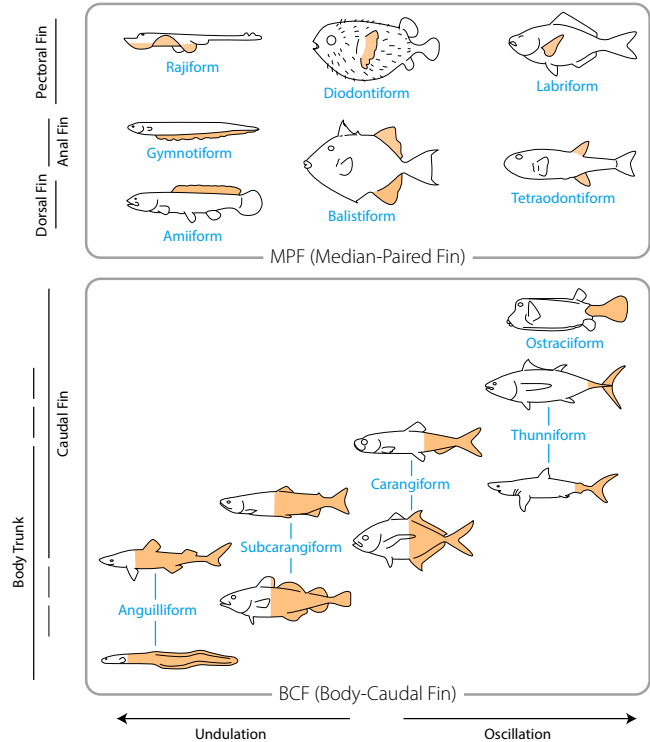 Pectoral Fin
Rajiform
Diodontiform
Labriform
Anal Fin
Gymnotiform
Balistiform
Tetraodontiform
Dorsal Fin
Amiiform
MPF (Median-Paired Fin)
Caudal Fin
Body Trunk
Ostraciiform
Thunniform
Carangiform
Subcarangiform
Anguilliform
BCF (Body-Caudal Fin)
Undulation
Oscillation